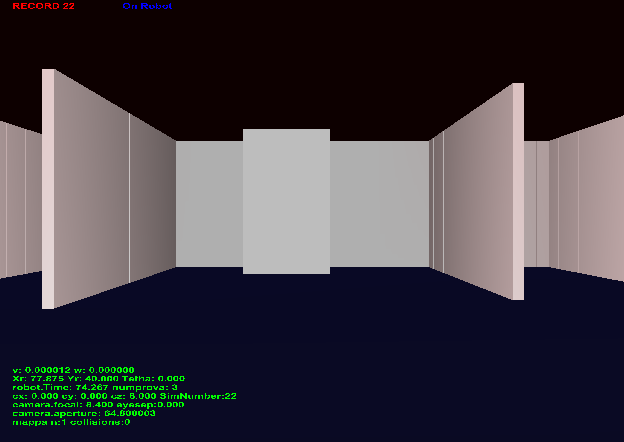 RECORD 22 On Robot
v: 0.000012 w: 0.000000
Xr: 77.875 Yr: 40.000 Tetha: 0.000
robot.Time: 74.267 numprova: 3
cx: 0.000 cy: 0.000 cz: 6.000 SimNumber:22
camera.focal: 8.400 eyesep:0.000
camera.aperture: 64.600003
mappa n:1 collisions:0